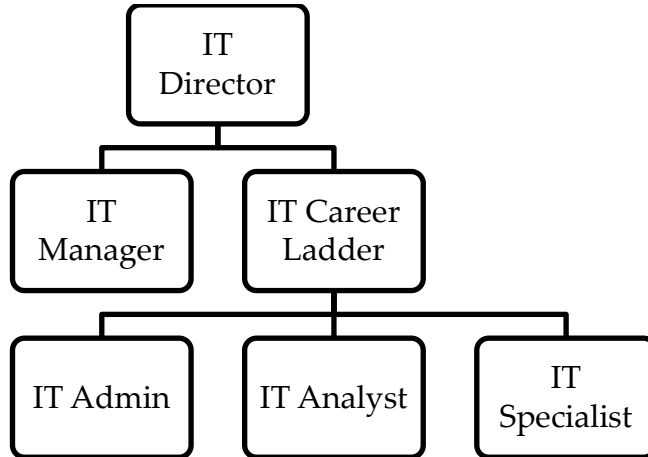 IT
Director
IT
Manager
IT Career
Ladder
IT Admin
IT Analyst
IT
Specialist